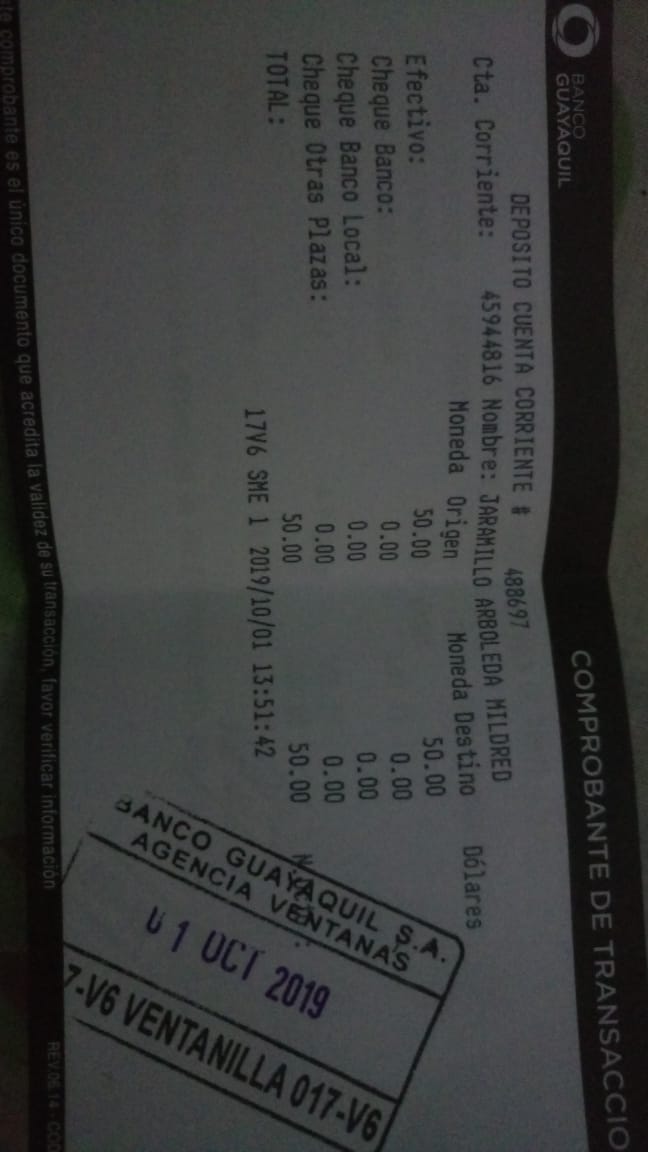 BANCO
GUAYAQUIL
COMPROBANTE DE TRANSACCIO
DEPOSITO CUENTA CORRIENTE # 488697
Cta. Corriente: 45944816 Nombre: JARAMILLO ARBOLEDA MILDRED
Moneda Origen Moneda Destino Dólares
Efectivo: 50.00 50.00
Cheque Banco: 0.00 0.00
Cheque Banco Local: 0.00 0.00
Cheque Otras Plazas: 0.00 0.00
TOTAL: 50.00 50.00
17V6 SME 1 2019/10/01 13:51:42
BANCO GUAYAQUIL S.A.
AGENCIA VENTANAS
01 OCT 2019
7-V6 VENTANILLA 017-V6
ste comprobante es el único documento que acredita la validez de su transacción, favor verificar información
REV.06.14 - COD